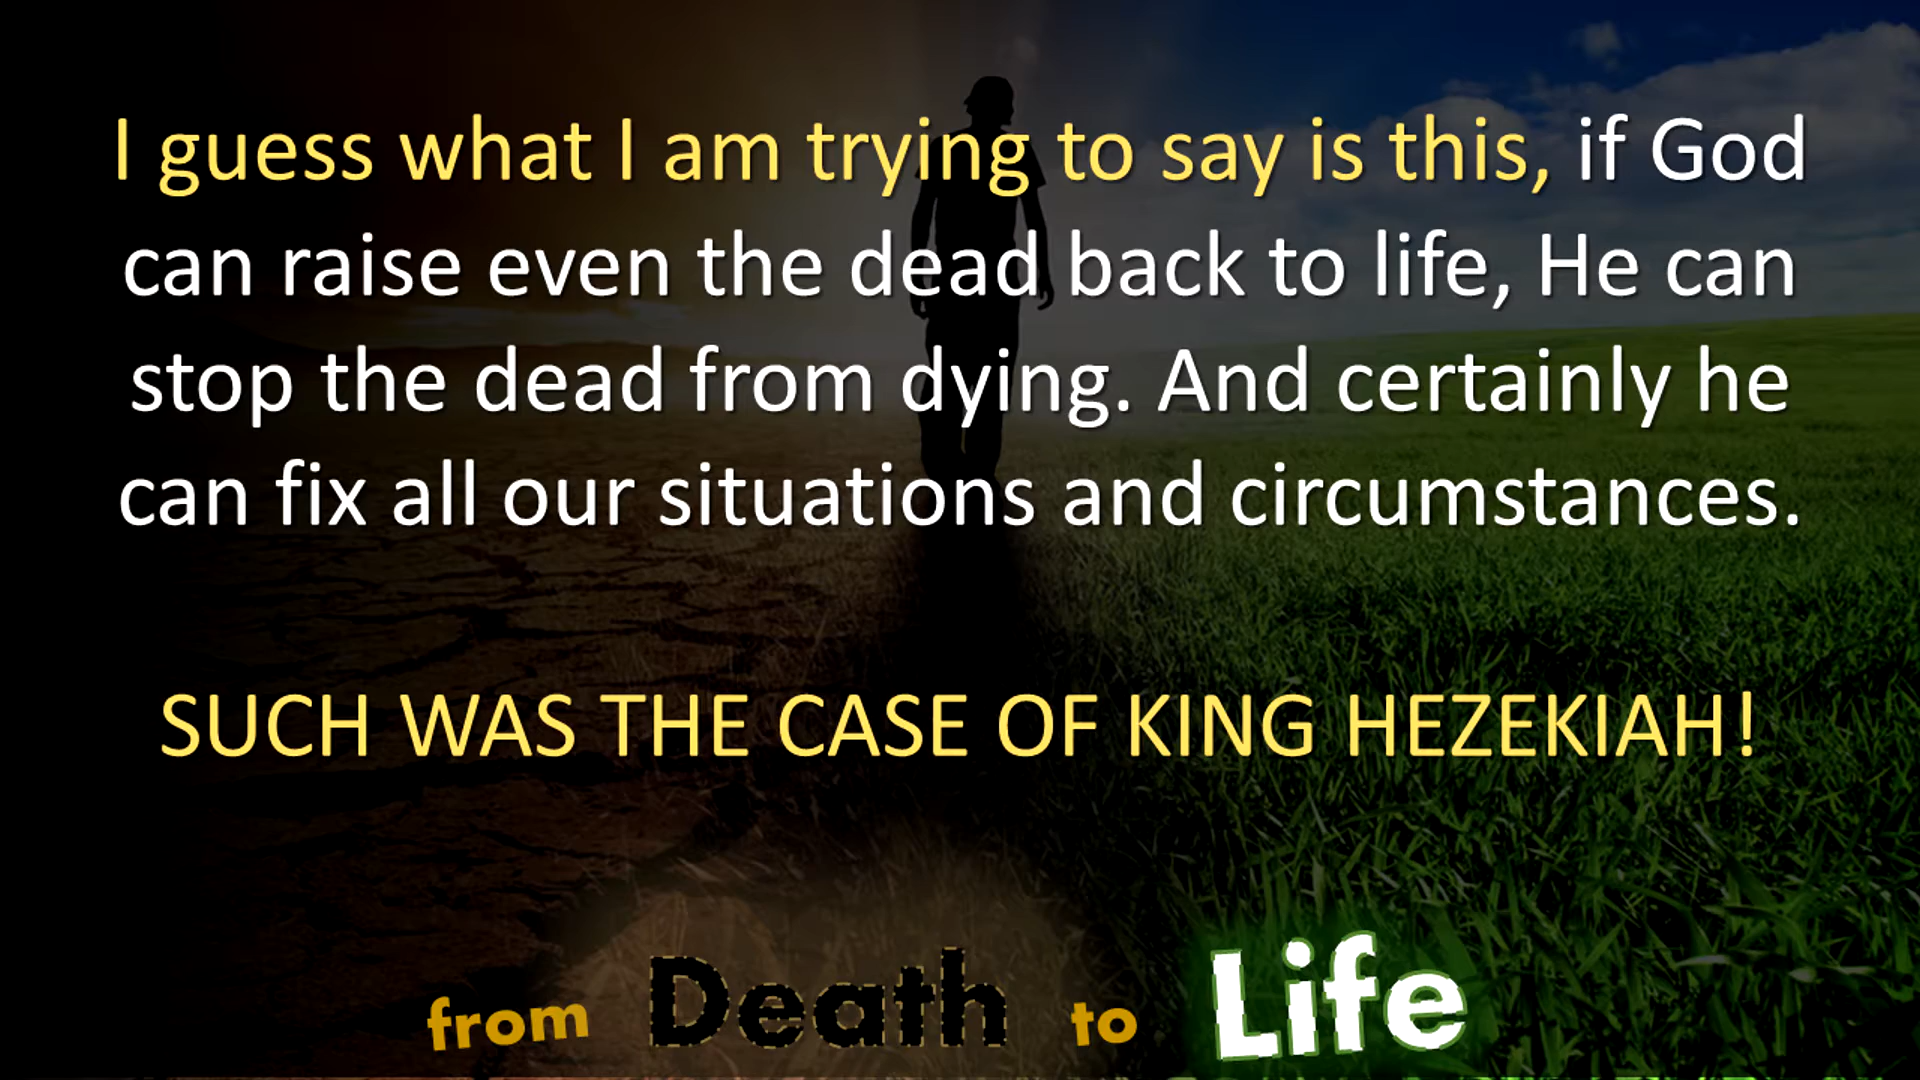 I guess what I am trying to say is this, if God
can raise even the dead back to life, He can
stop the dead from dying. And certainly he
can fix all our situations and circumstances.
SUCH WAS THE CASE OF KING HEZEKIAH!
from Death to Life